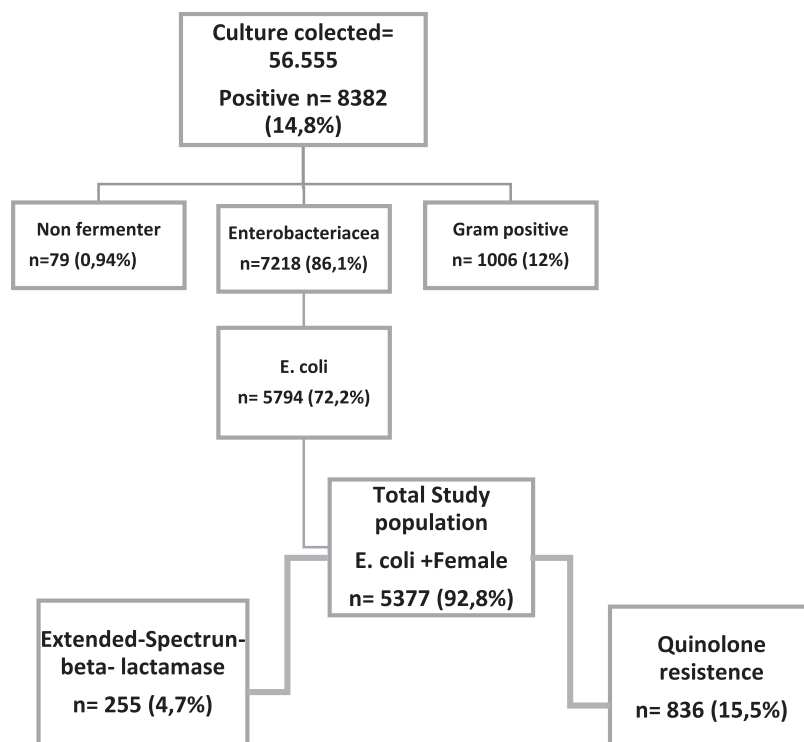 Culture colected=
56.555
Positive n= 8382
(14,8%)
Non fermenter
n=79 (0,94%)
Enterobacteriacea
n=7218 (86,1%)
Gram positive
n= 1006 (12%)
E. coli
n= 5794 (72,2%)
Total Study
population
E. coli +Female
n= 5377 (92,8%)
Extended-Spectrun-
beta- lactamase
n= 255 (4,7%)
Quinolone
resistence
n= 836 (15,5%)